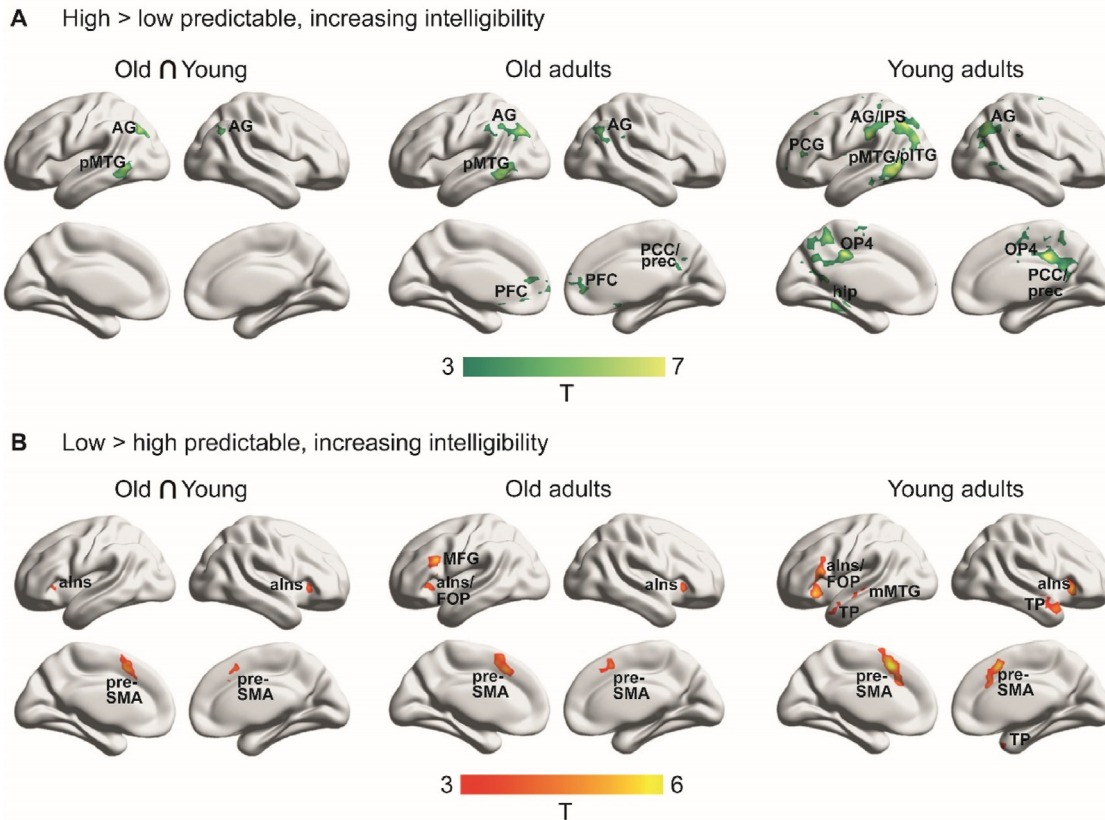 A High > low predictable, increasing intelligibility
Old ∩ Young
Old adults
Young adults
AG
AG
pMTG
AG
AG
pMTG
AG/IPS
AG
PCG
pMTG/pITG
PFC
PFC
PCC/
prec
OP4
hip
OP4
PCC/
prec
3
7
T
B Low > high predictable, increasing intelligibility
Old ∩ Young
Old adults
Young adults
aIns
aIns
MFG
aIns/
FOP
aIns
aIns/
FOP
mMTG
TP
aIns
TP
pre-
SMA
pre-
SMA
pre-
SMA
pre-
SMA
pre-
SMA
pre-
SMA
TP
3
6
T